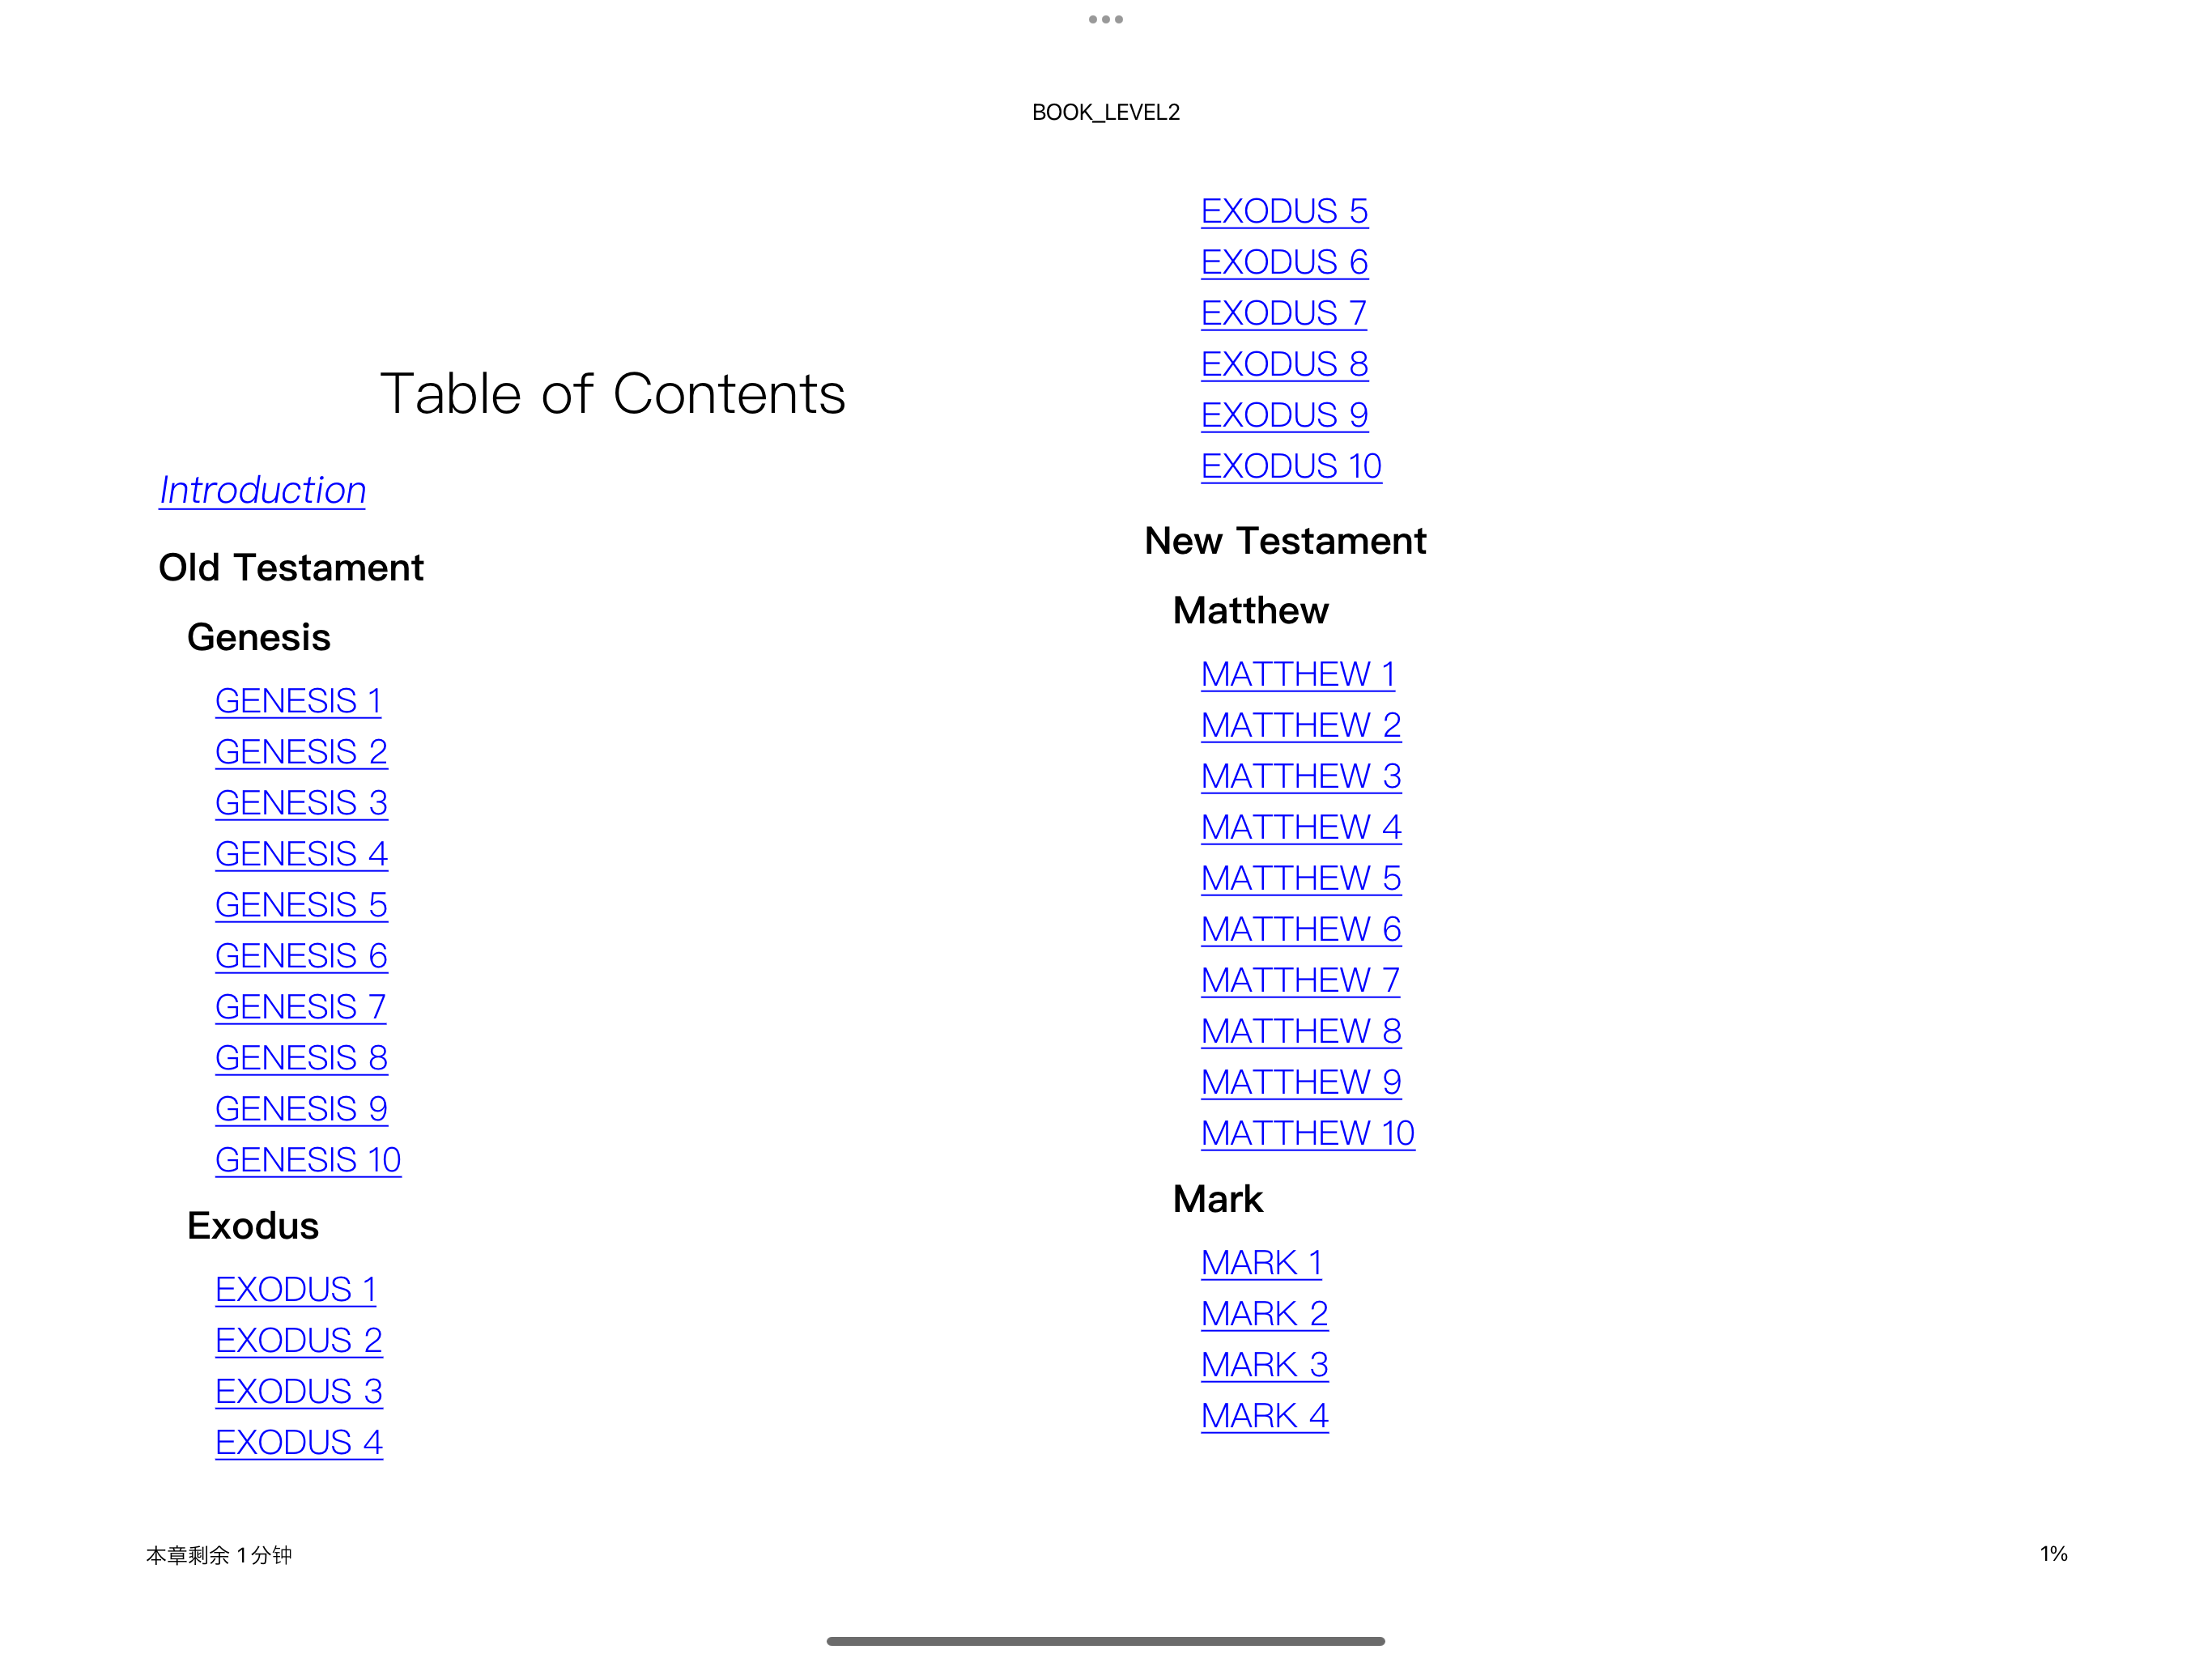 BOOK_LEVEL2
Table of Contents
Introduction
Old Testament
Genesis
GENESIS 1
GENESIS 2
GENESIS 3
GENESIS 4
GENESIS 5
GENESIS 6
GENESIS 7
GENESIS 8
GENESIS 9
GENESIS 10
Exodus
EXODUS 1
EXODUS 2
EXODUS 3
EXODUS 4
EXODUS 5
EXODUS 6
EXODUS 7
EXODUS 8
EXODUS 9
EXODUS 10
New Testament
Matthew
MATTHEW 1
MATTHEW 2
MATTHEW 3
MATTHEW 4
MATTHEW 5
MATTHEW 6
MATTHEW 7
MATTHEW 8
MATTHEW 9
MATTHEW 10
Mark
MARK 1
MARK 2
MARK 3
MARK 4
本章剩余 1 分钟
1%